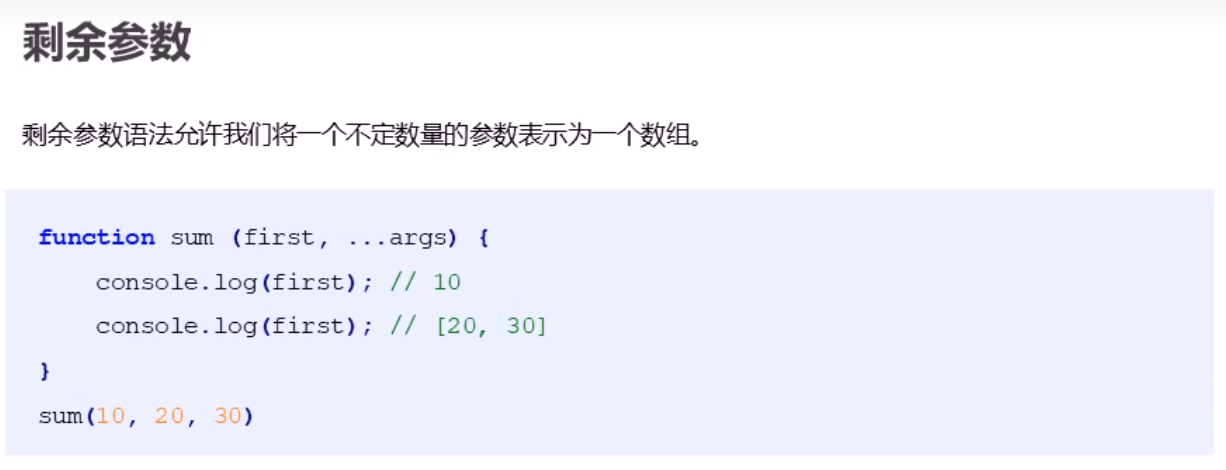 剩余参数
剩余参数语法允许我们将一个不定数量的参数表示为一个数组。
function sum (first, ...args) {
    console.log(first); // 10
    console.log(first); // [20, 30]
}
sum(10, 20, 30)